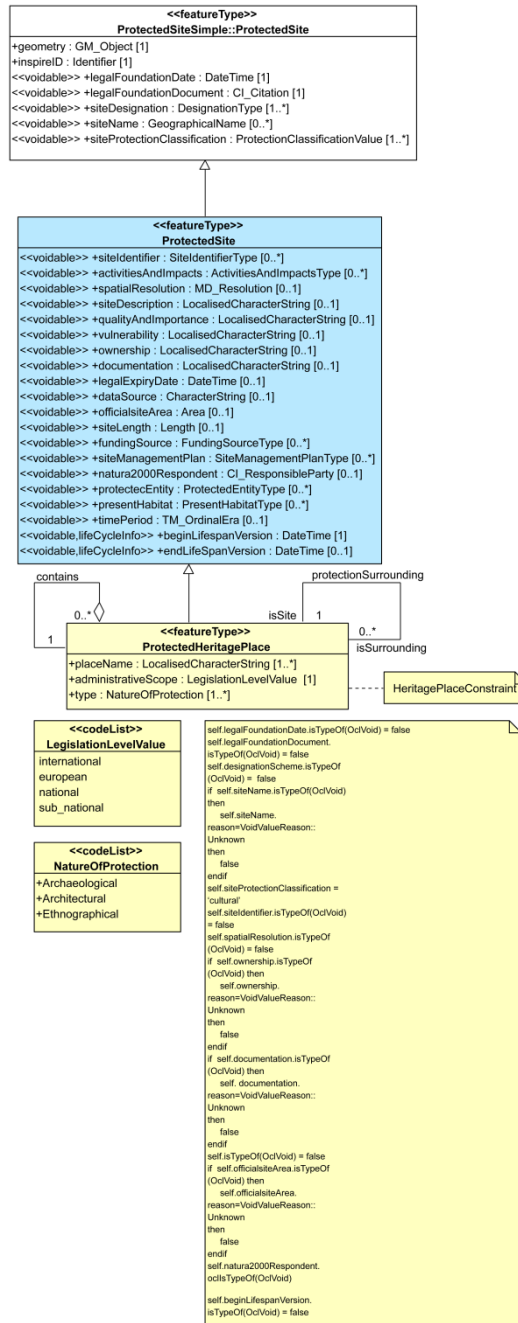 <<featureType>>
ProtectedSiteSimple::ProtectedSite
+geometry : GM_Object [1]
+inspireID : Identifier [1]
<<voidable>> +legalFoundationDate : DateTime [1]
<<voidable>> +legalFoundationDocument : CI_Citation [1]
<<voidable>> +siteDesignation : DesignationType [1..*]
<<voidable>> +siteName : GeographicalName [0..*]
<<voidable>> +siteProtectionClassification : ProtectionClassificationValue [1..*]
<<featureType>>
ProtectedSite
<<voidable>> +siteIdentifier : SiteIdentifierType [0..*]
<<voidable>> +activitiesAndImpacts : ActivitiesAndImpactsType [0..*]
<<voidable>> +spatialResolution : MD_Resolution [0..1]
<<voidable>> +siteDescription : LocalisedCharacterString [0..1]
<<voidable>> +qualityAndImportance : LocalisedCharacterString [0..1]
<<voidable>> +vulnerability : LocalisedCharacterString [0..1]
<<voidable>> +ownership : LocalisedCharacterString [0..1]
<<voidable>> +documentation : LocalisedCharacterString [0..1]
<<voidable>> +legalExpiryDate : DateTime [0..1]
<<voidable>> +dataSource : CharacterString [0..1]
<<voidable>> +officialsiteArea : Area [0..1]
<<voidable>> +siteLength : Length [0..1]
<<voidable>> +fundingSource : FundingSourceType [0..*]
<<voidable>> +siteManagementPlan : SiteManagementPlanType [0..*]
<<voidable>> +natura2000Respondent : CI_ResponsibleParty [0..1]
<<voidable>> +protectecEntity : ProtectedEntityType [0..*]
<<voidable>> +presentHabitat : PresentHabitatType [0..*]
<<voidable>> +timePeriod : TM_OrdinalEra [0..1]
<<voidable,lifeCycleInfo>> +beginLifespanVersion : DateTime [1]
<<voidable,lifeCycleInfo>> +endLifeSpanVersion : DateTime [0..1]
contains
protectionSurrounding
0..*
isSite
1
1
0..*
isSurrounding
<<featureType>>
ProtectedHeritagePlace
+placeName : LocalisedCharacterString [1..*]
+administrativeScope : LegislationLevelValue [1]
+type : NatureOfProtection [1..*]
HeritagePlaceConstraint
<<codeList>>
LegislationLevelValue
international
european
national
sub_national
<<codeList>>
NatureOfProtection
+Archaeological
+Architectural
+Ethnographical
self.legalFoundationDate.isTypeOf(OclVoid) = false
self.legalFoundationDocument.
isTypeOf(OclVoid) = false
self.designationScheme.isTypeOf
(OclVoid) = false
if self.siteName.isTypeOf(OclVoid)
then
self.siteName.
reason=VoidValueReason::
Unknown
then
false
endif
self.siteProtectionClassification =
'cultural'
self.siteIdentifier.isTypeOf(OclVoid)
= false
self.spatialResolution.isTypeOf
(OclVoid) = false
if self.ownership.isTypeOf
(OclVoid) then
self.ownership.
reason=VoidValueReason::
Unknown
then
false
endif
if self.documentation.isTypeOf
(OclVoid) then
self. documentation.
reason=VoidValueReason::
Unknown
then
false
endif
self.isTypeOf(OclVoid) = false
if self.officialsiteArea.isTypeOf
(OclVoid) then
self.officialsiteArea.
reason=VoidValueReason::
Unknown
then
false
endif
self.natura2000Respondent.
oclIsTypeOf(OclVoid)
self.beginLifespanVersion.
isTypeOf(OclVoid) = false